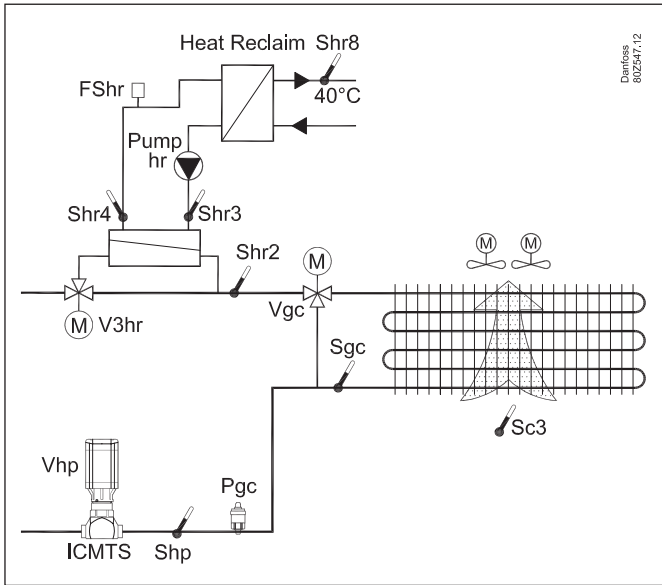 Heat Reclaim
Shr8
Danfoss
80Z547.12
FShr
40°C
Pump
hr
Shr4
Shr3
Shr2
M
M
M
Vgc
M
V3hr
Sgc
Sc3
Vhp
Pgc
ICMTS
Shp